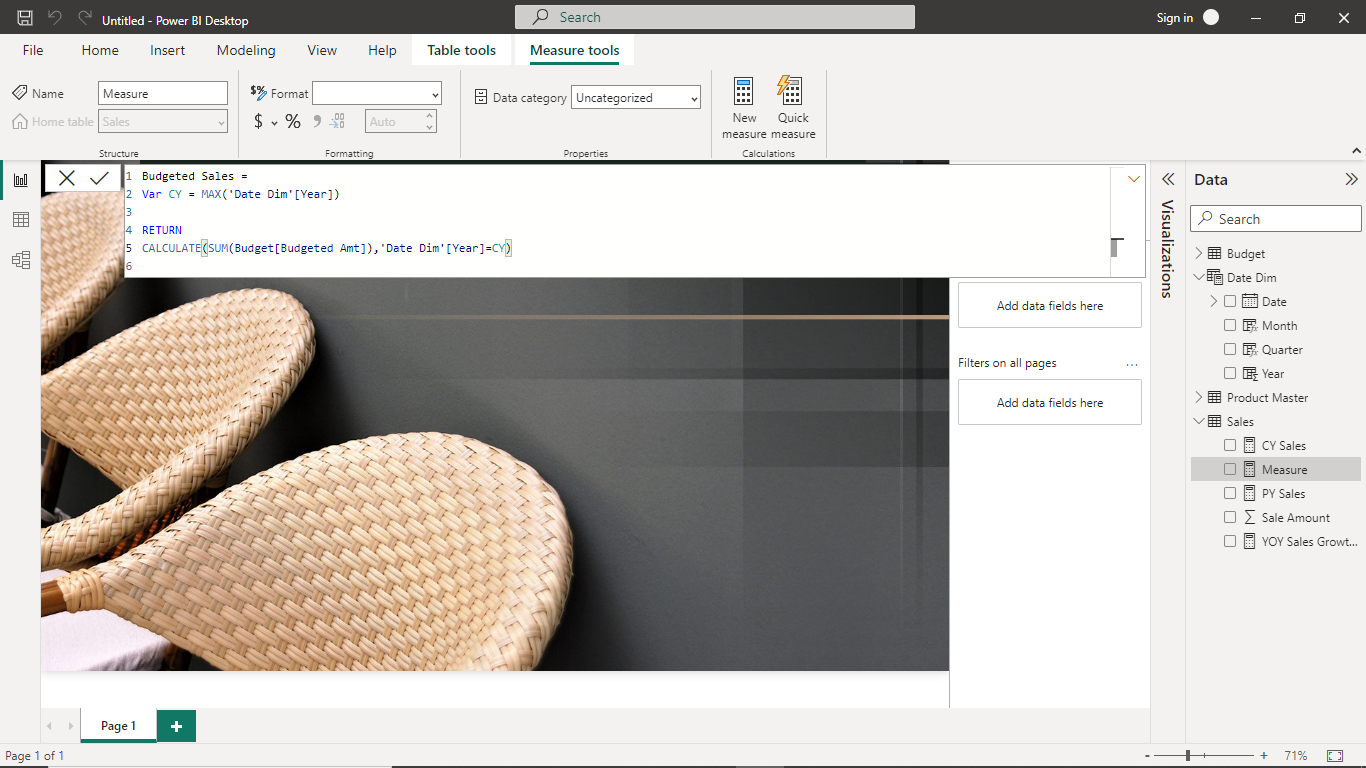 Untitled - Power BI Desktop
Search
Sign in
File
Home
Insert
Modeling
View
Help
Table tools
Measure tools
Name
Measure
Home table
Sales
Structure
$% Format
$ %
Auto
Formatting
Data category
Uncategorized
Properties
New measure
Quick measure
Calculations
1 Budgeted Sales =
2 Var CY = MAX('Date Dim'[Year])
3
4 RETURN
5 CALCULATE(SUM(Budget[Budgeted Amt]),'Date Dim'[Year]=CY)
6
Add data fields here
Filters on all pages
...
Add data fields here
Visualizations
Data
Search
Budget
Date Dim
Date
Month
Quarter
Year
Product Master
Sales
CY Sales
Measure
PY Sales
Sale Amount
YOY Sales Growt...
Page 1
Page 1 of 1
- + 71%